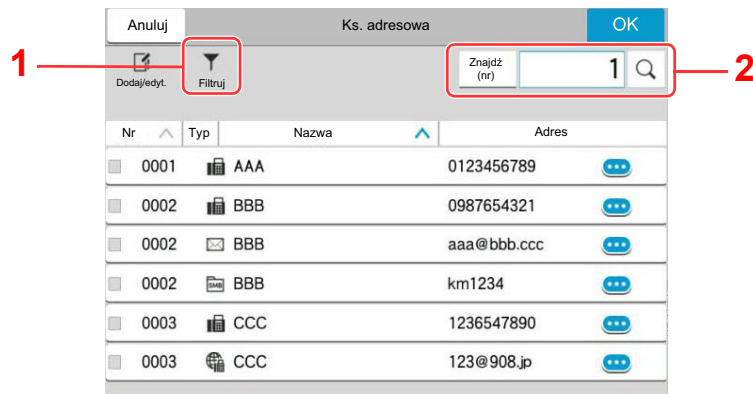 Anuluj Ks. adresowa OK
1 Dodaj/edyt. Filtruj Znajdź (nr) 1 2
Nr Typ Nazwa Adres
0001 AAA 0123456789
0002 BBB 0987654321
0002 BBB aaa@bbb.ccc
0002 SMB BBB km1234
0003 CCC 1236547890
0003 CCC 123@908.jp